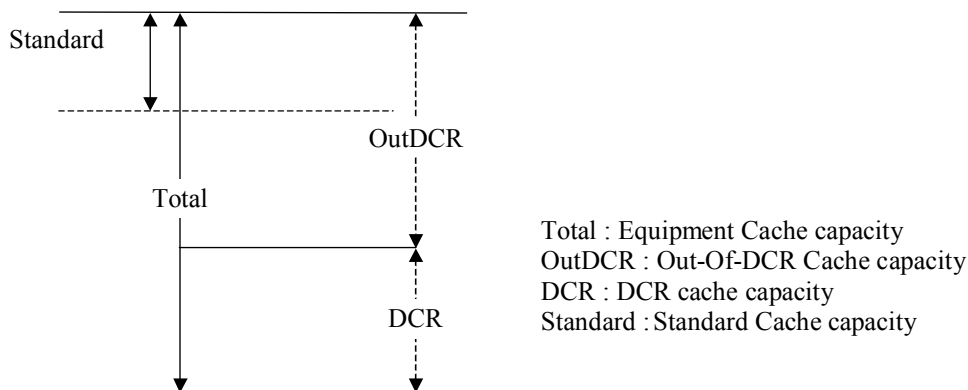 Standard
OutDCR
Total
DCR
Total : Equipment Cache capacity
OutDCR : Out-Of-DCR Cache capacity
DCR : DCR cache capacity
Standard : Standard Cache capacity